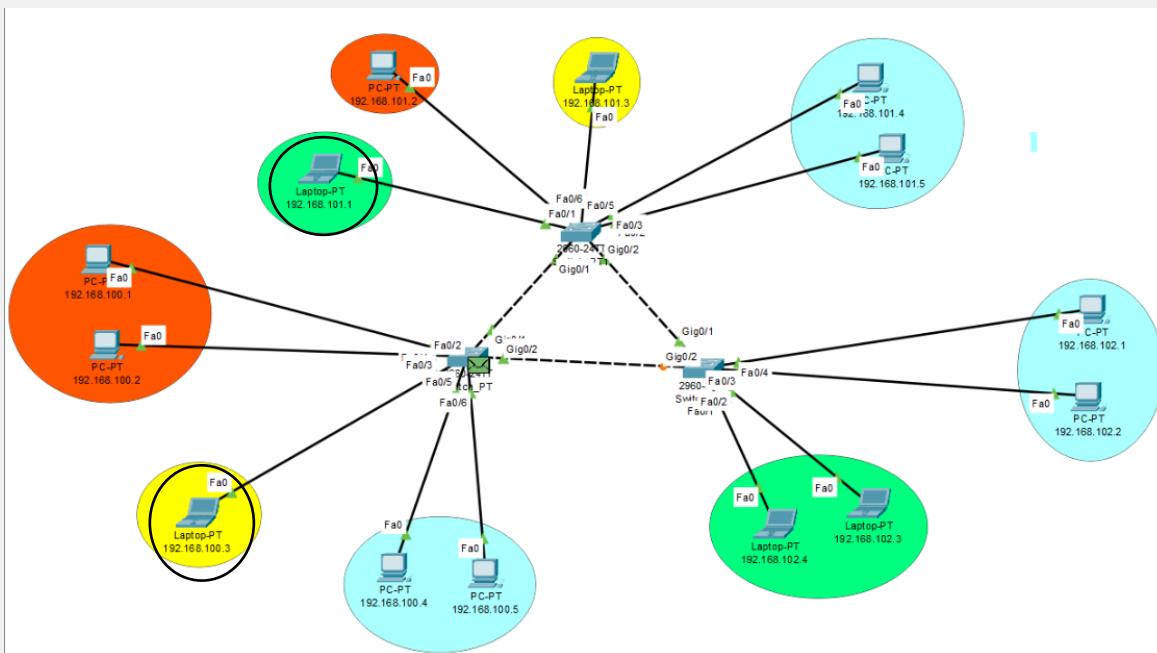 PC-PT
192.168.101.2
Fa0
Laptop-PT
192.168.101.3
Fa0
Fa0
C-PT
192.168.101.4
Fa0
C-PT
192.168.101.5
Laptop-PT
192.168.101.1
Fa0
Fa0/6
Fa0/5
Fa0/1
Fa0/3
Gig0/2
Gig0/1
PC-PT
192.168.100.1
Fa0
PC-PT
192.168.100.2
Fa0
Fa0/2
Fa0/3
Fa0/5
Fa0/6
Gig0/2
Gig0/1
Gig0/2
2960-
Fa0/4
Fa0/3
Fa0/2
Fa0
C-PT
192.168.102.1
Fa0
PC-PT
192.168.102.2
Fa0
Laptop-PT
192.168.100.3
Fa0
PC-PT
192.168.100.4
Fa0
PC-PT
192.168.100.5
Fa0
Laptop-PT
192.168.102.4
Fa0
Laptop-PT
192.168.102.3